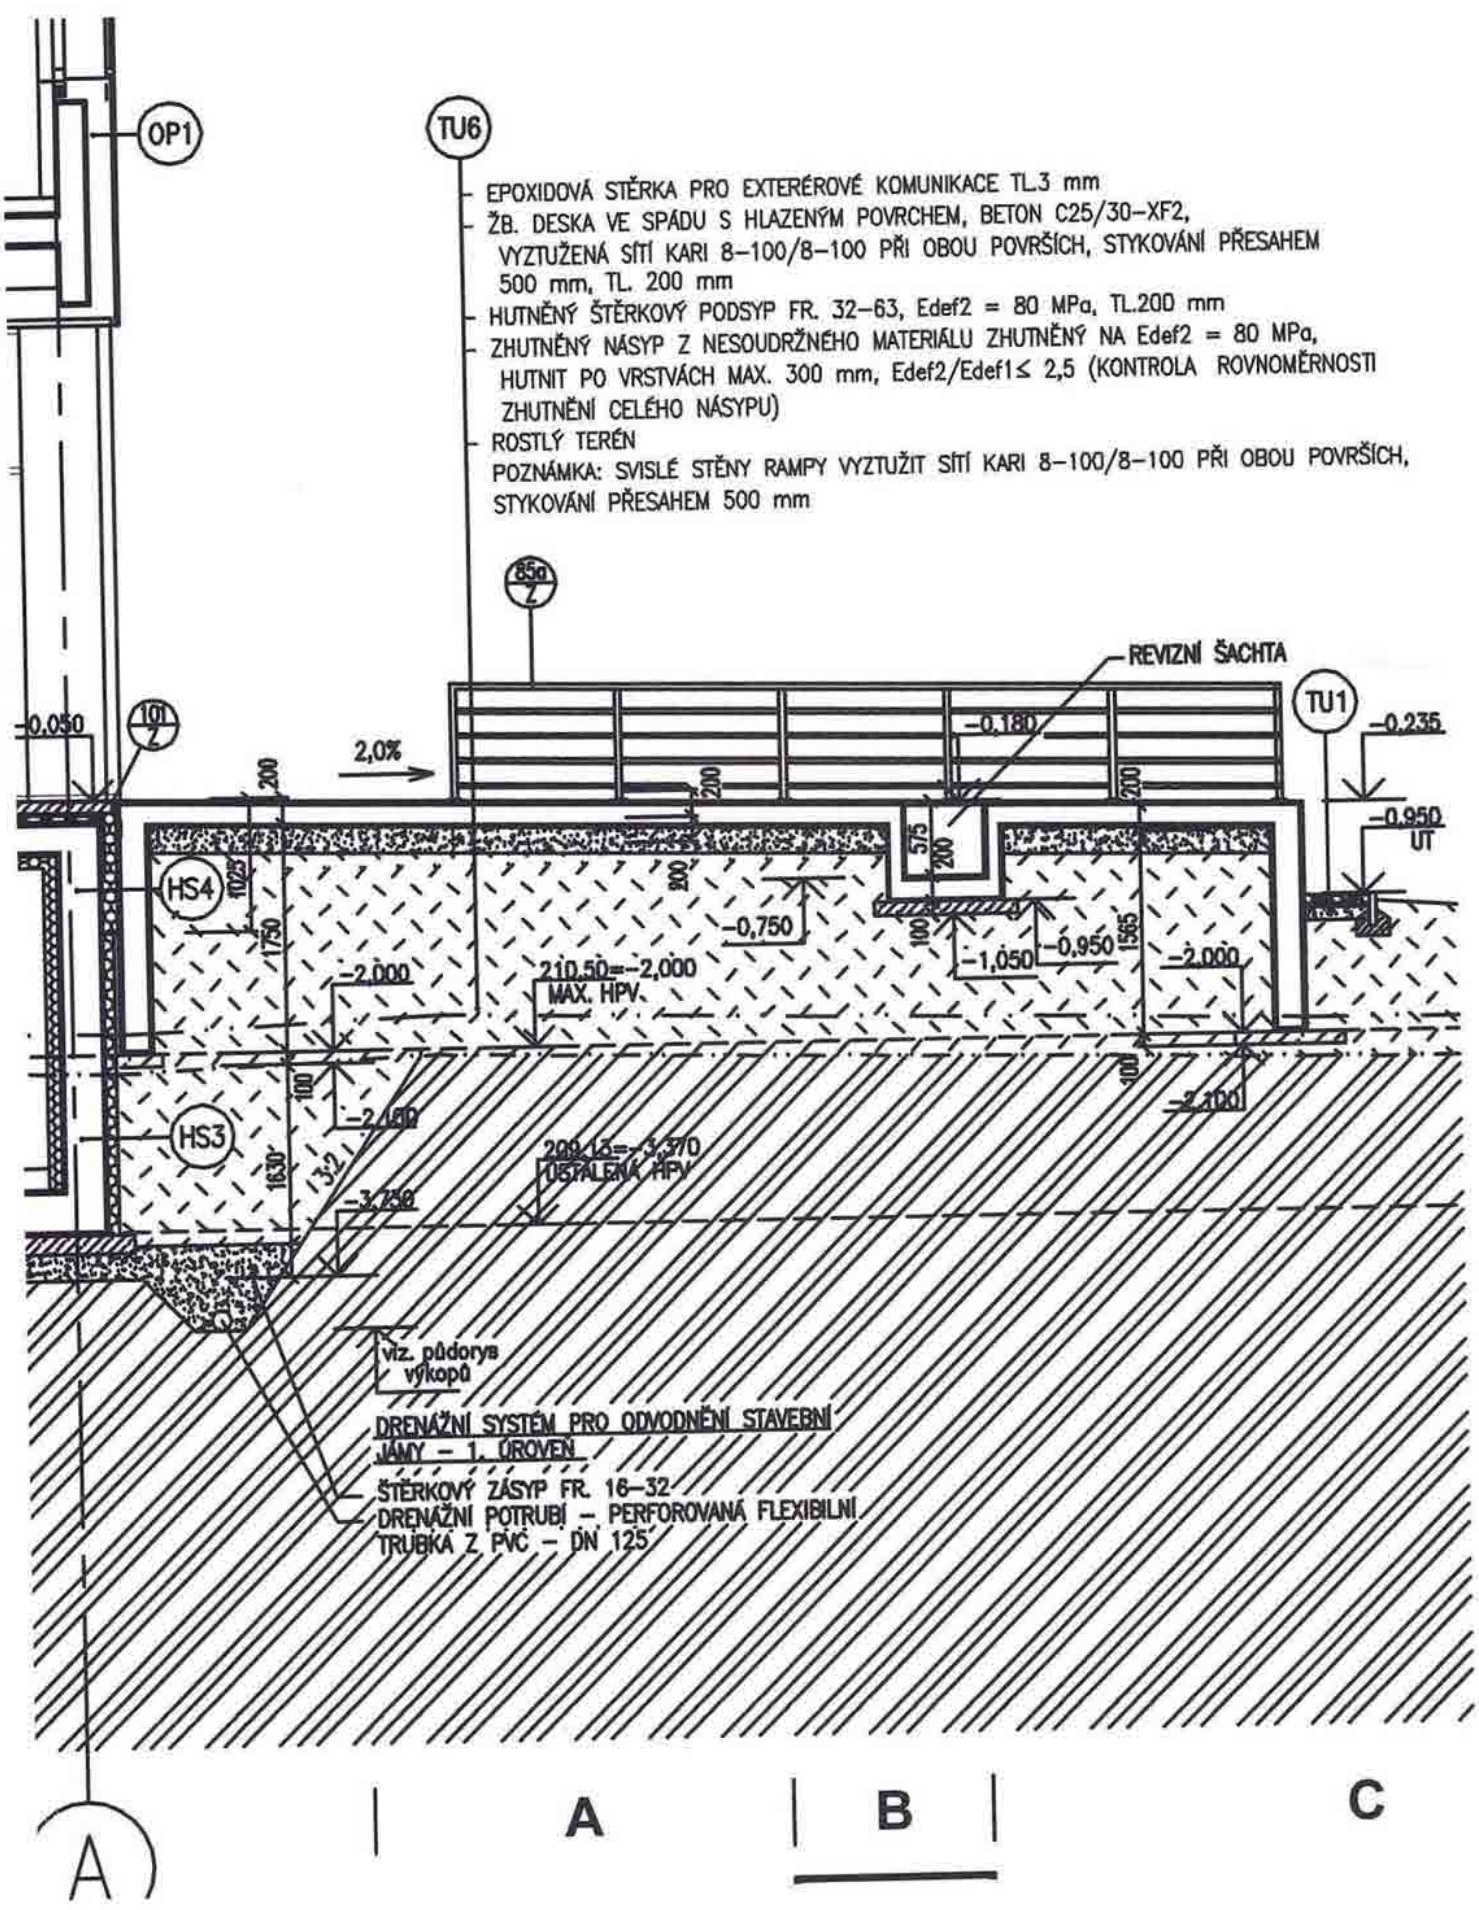 OP1
TU6
EPOXIDOVÁ STĚRKA PRO EXTERÉROVÉ KOMUNIKACE TL.3 mm
ŽB. DESKA VE SPÁDU S HLAZENÝM POVRCHEM, BETON C25/30-XF2,
VYZTUŽENÁ SÍTÍ KARI 8-100/8-100 PŘI OBOU POVRŠÍCH, STYKOVÁNÍ PŘESAHEM
500 mm, TL. 200 mm
HUTNĚNÝ ŠTĚRKOVÝ PODSYP FR. 32-63, Edef2 = 80 MPa, TL.200 mm
ZHUTNĚNÝ NÁSYP Z NESOUDRŽNÉHO MATERIÁLU ZHUTNĚNÝ NA Edef2 = 80 MPa,
HUTNIT PO VRSTVÁCH MAX. 300 mm, Edef2/Edef1≤ 2,5 (KONTROLA ROVNOMĚRNOSTI
ZHUTNĚNÍ CELÉHO NÁSYPU)
ROSTLÝ TERÉN
POZNÁMKA: SVISLÉ STĚNY RAMPY VYZTUŽIT SÍTÍ KARI 8-100/8-100 PŘI OBOU POVRŠÍCH,
STYKOVÁNÍ PŘESAHEM 500 mm
85a
Z
REVIZNÍ ŠACHTA
TU1
-0,050
101
Z
2,0%
-0,180
-0.235
200
200
200
-0,950
UT
575
200
HS4
1025
1750
200
-0,750
100
-1,050
-0,950
1565
-2,000
-2,000
210,50=-2,000
MAX. HPV.
100
100
-2,100
-2,100
HS3
1630
3:2
209,13=-3,370
USTÁLENÁ HPV
-3,730
viz. půdorys
výkopů
DRENÁŽNÍ SYSTÉM PRO ODVODNĚNÍ STAVEBNÍ
JÁMY - 1. ÚROVEŇ
ŠTĚRKOVÝ ZÁSYP FR. 16-32
DRENÁŽNÍ POTRUBÍ - PERFOROVANÁ FLEXIBILNÍ
TRUBKA Z PVC - DN 125
A
B
C
A